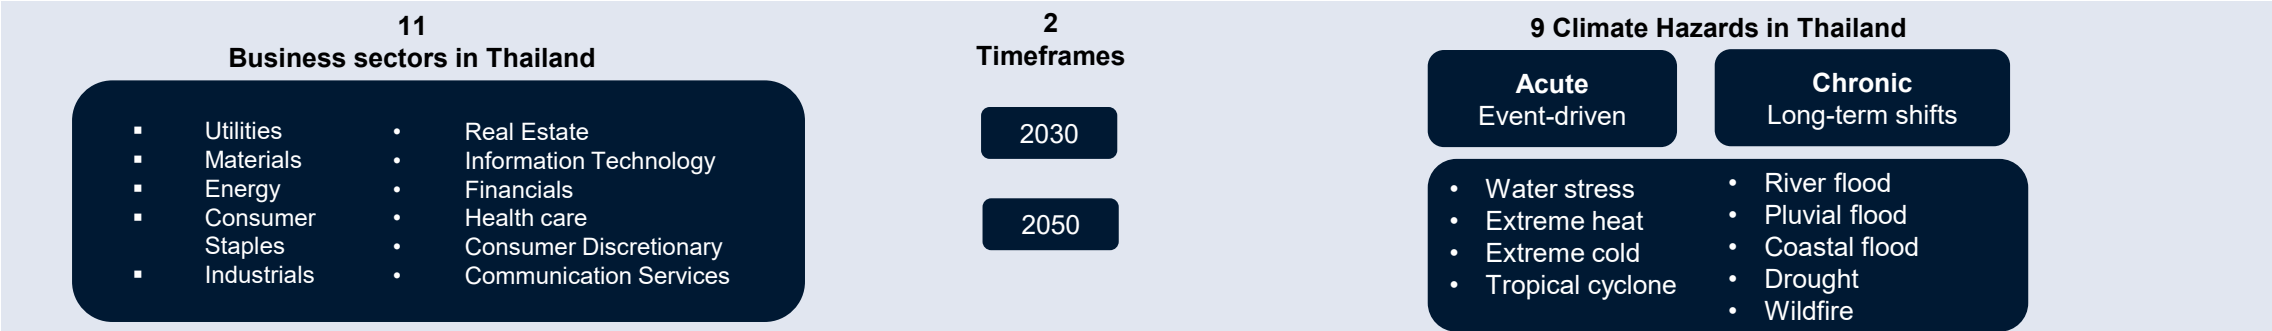 11
Business sectors in Thailand
▪ Utilities
▪ Materials
▪ Energy
▪ Consumer
Staples
▪ Industrials
• Real Estate
• Information Technology
• Financials
• Health care
• Consumer Discretionary
• Communication Services
2
Timeframes
2030
2050
9 Climate Hazards in Thailand
Acute
Event-driven
Chronic
Long-term shifts
• Water stress
• Extreme heat
• Extreme cold
• Tropical cyclone
• River flood
• Pluvial flood
• Coastal flood
• Drought
• Wildfire